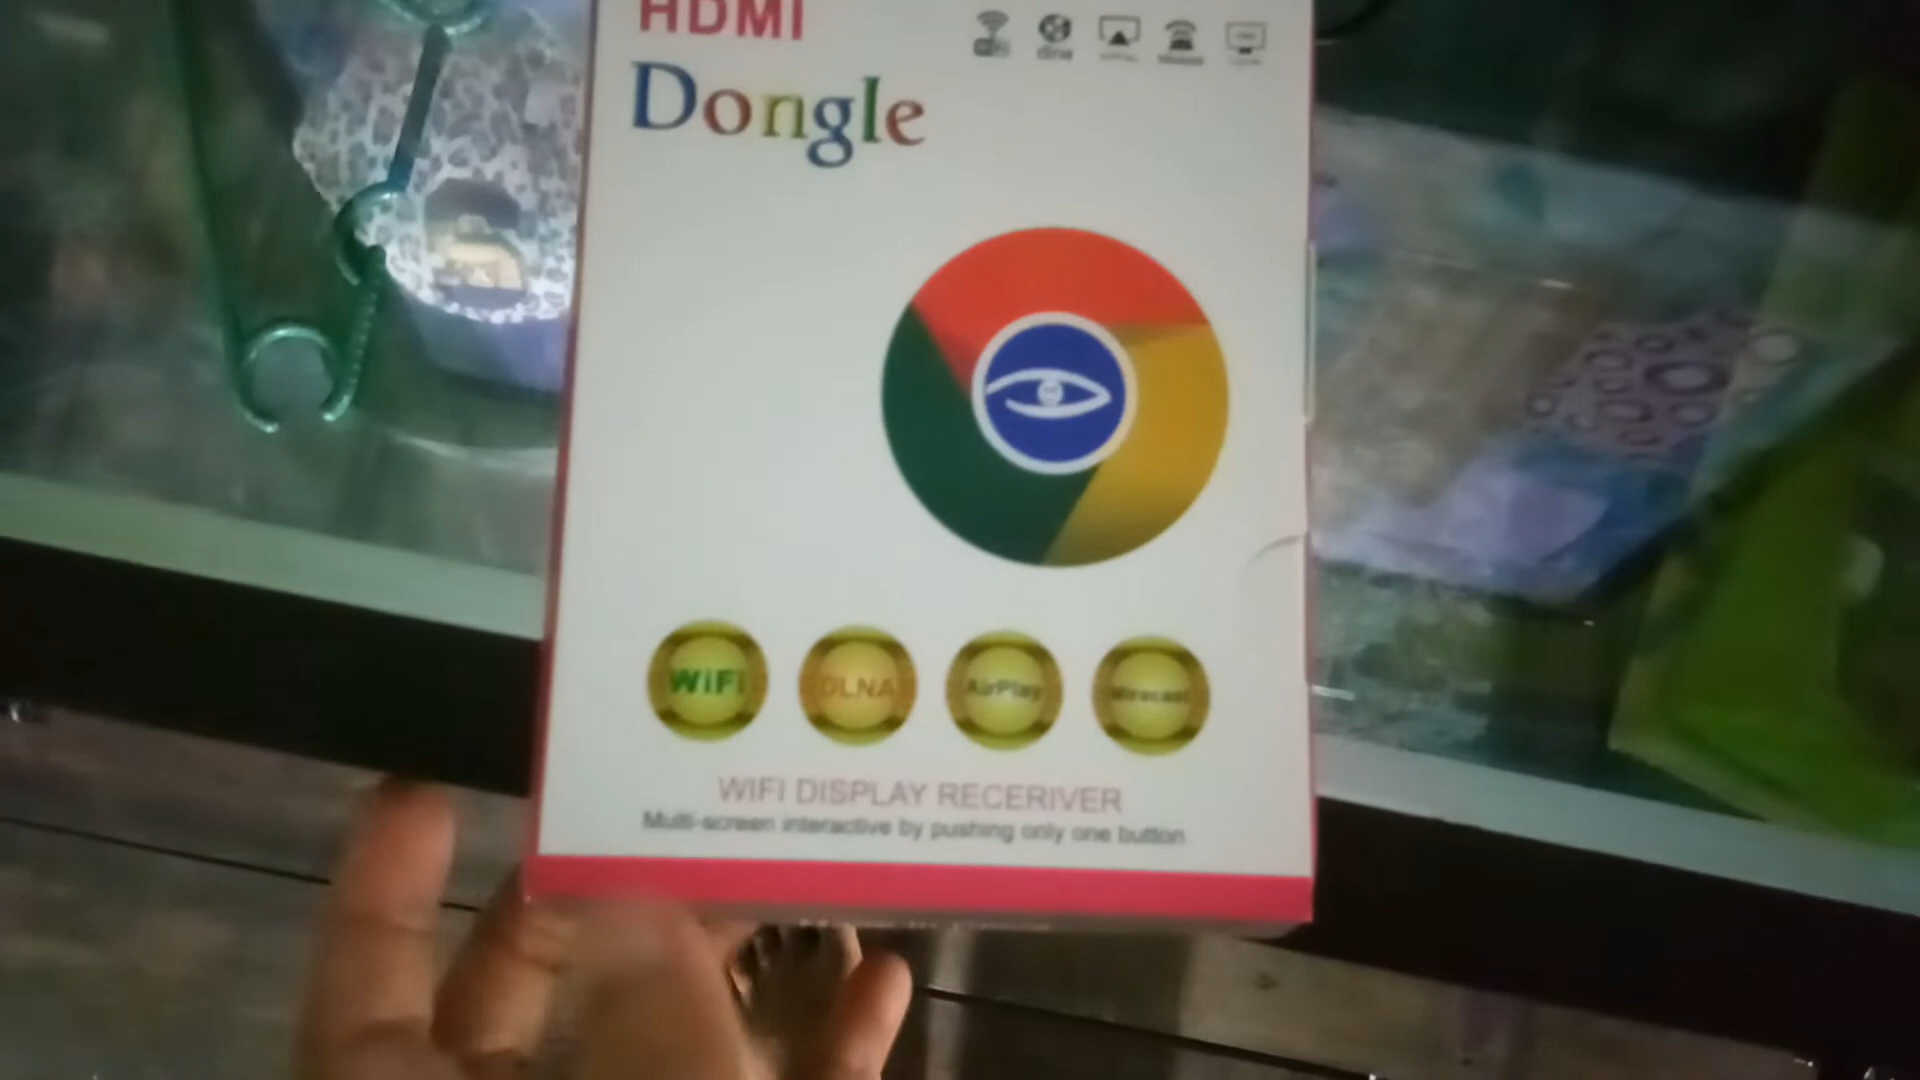 HDMI
Dongle
WiFi DLNA AirPlay Miracast
WIFI DISPLAY RECERIVER
Multi-screen interactive by pushing only one button